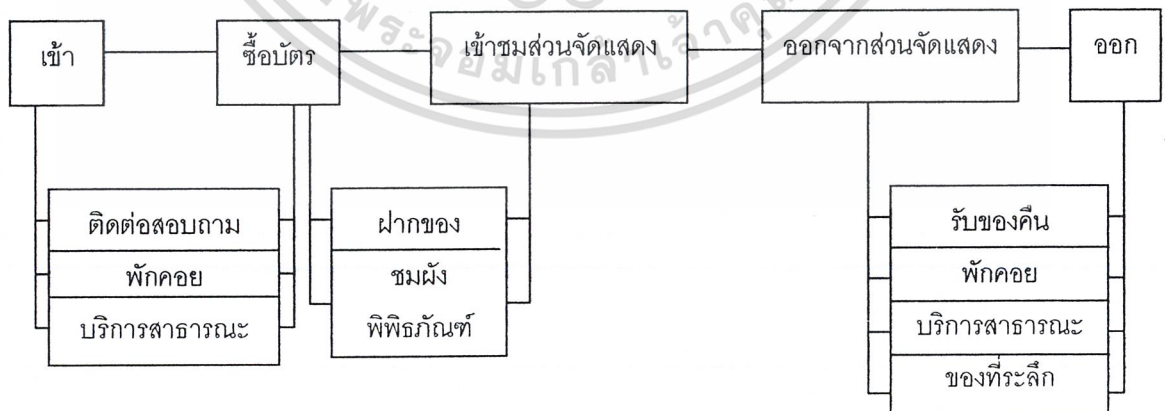 เข้า
ซื้อบัตร
เข้าชมส่วนจัดแสดง
ออกจากส่วนจัดแสดง
ออก
ติดต่อสอบถาม
พักคอย
บริการสาธารณะ
ฝากของ
ชมผัง
พิพิธภัณฑ์
รับของคืน
พักคอย
บริการสาธารณะ
ของที่ระลึก